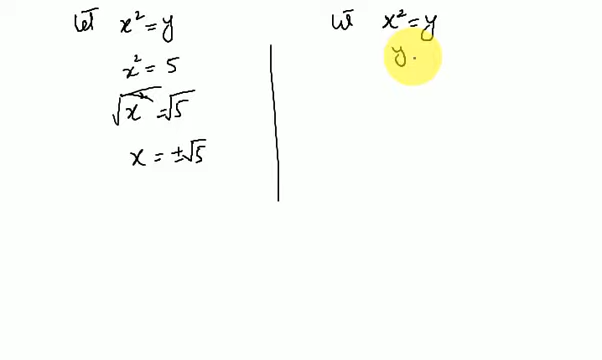 let x² = y
x² = 5
√x² = √5
x = ±√5
let x² = y
y